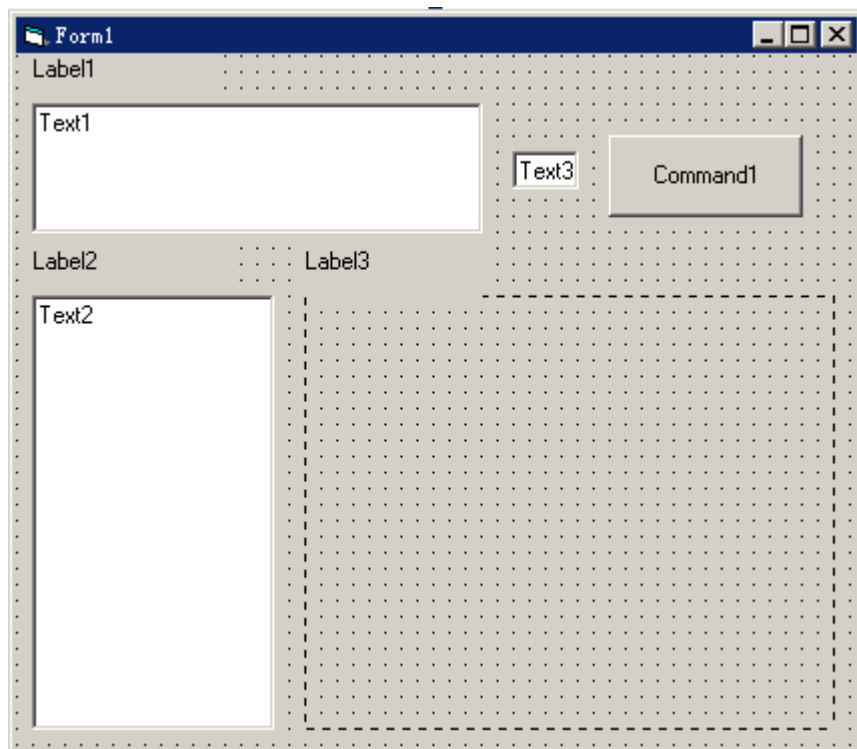 Form1
Label1
Text1
Text3
Command1
Label2
Label3
Text2